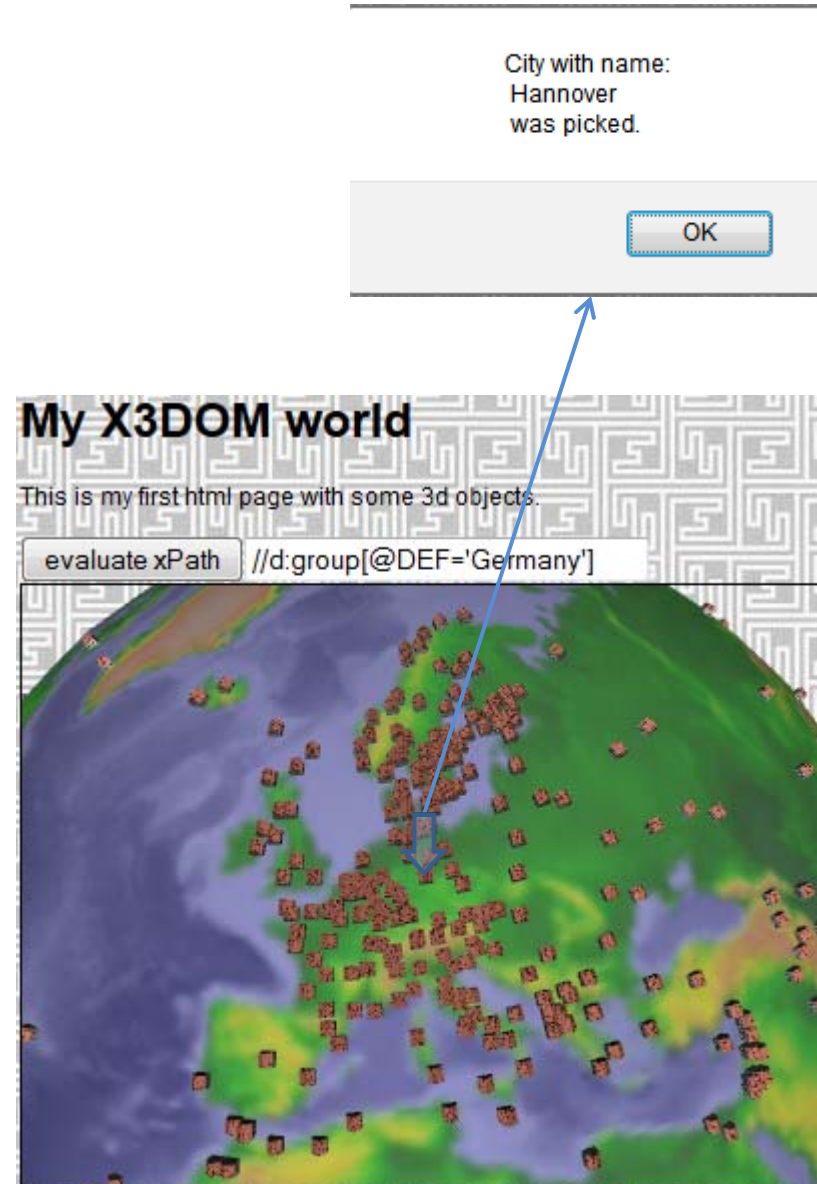 City with name:
Hannover
was picked.
OK
My X3DOM world
This is my first html page with some 3d objects.
evaluate xPath
//d:group[@DEF='Germany']